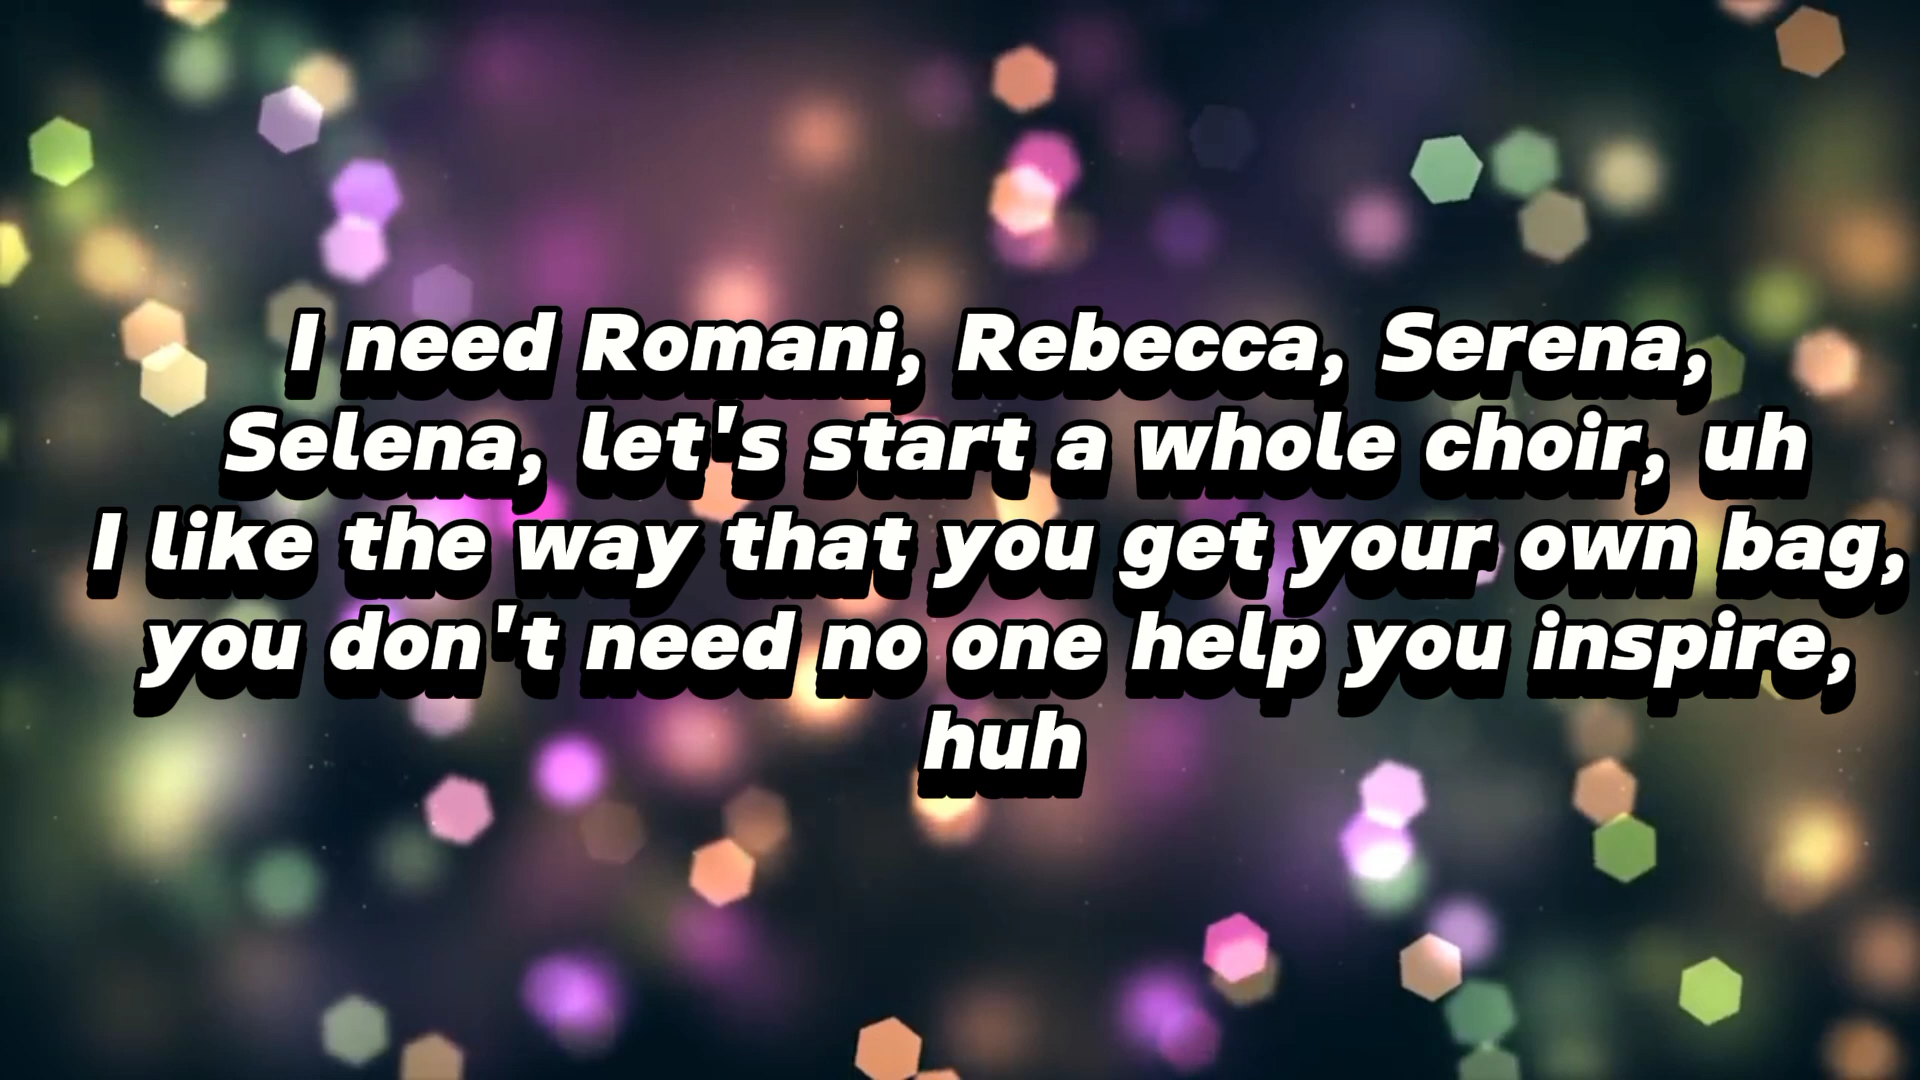 I need Romani, Rebecca, Serena,
Selena, let's start a whole choir, uh
I like the way that you get your own bag,
you don't need no one help you inspire,
huh